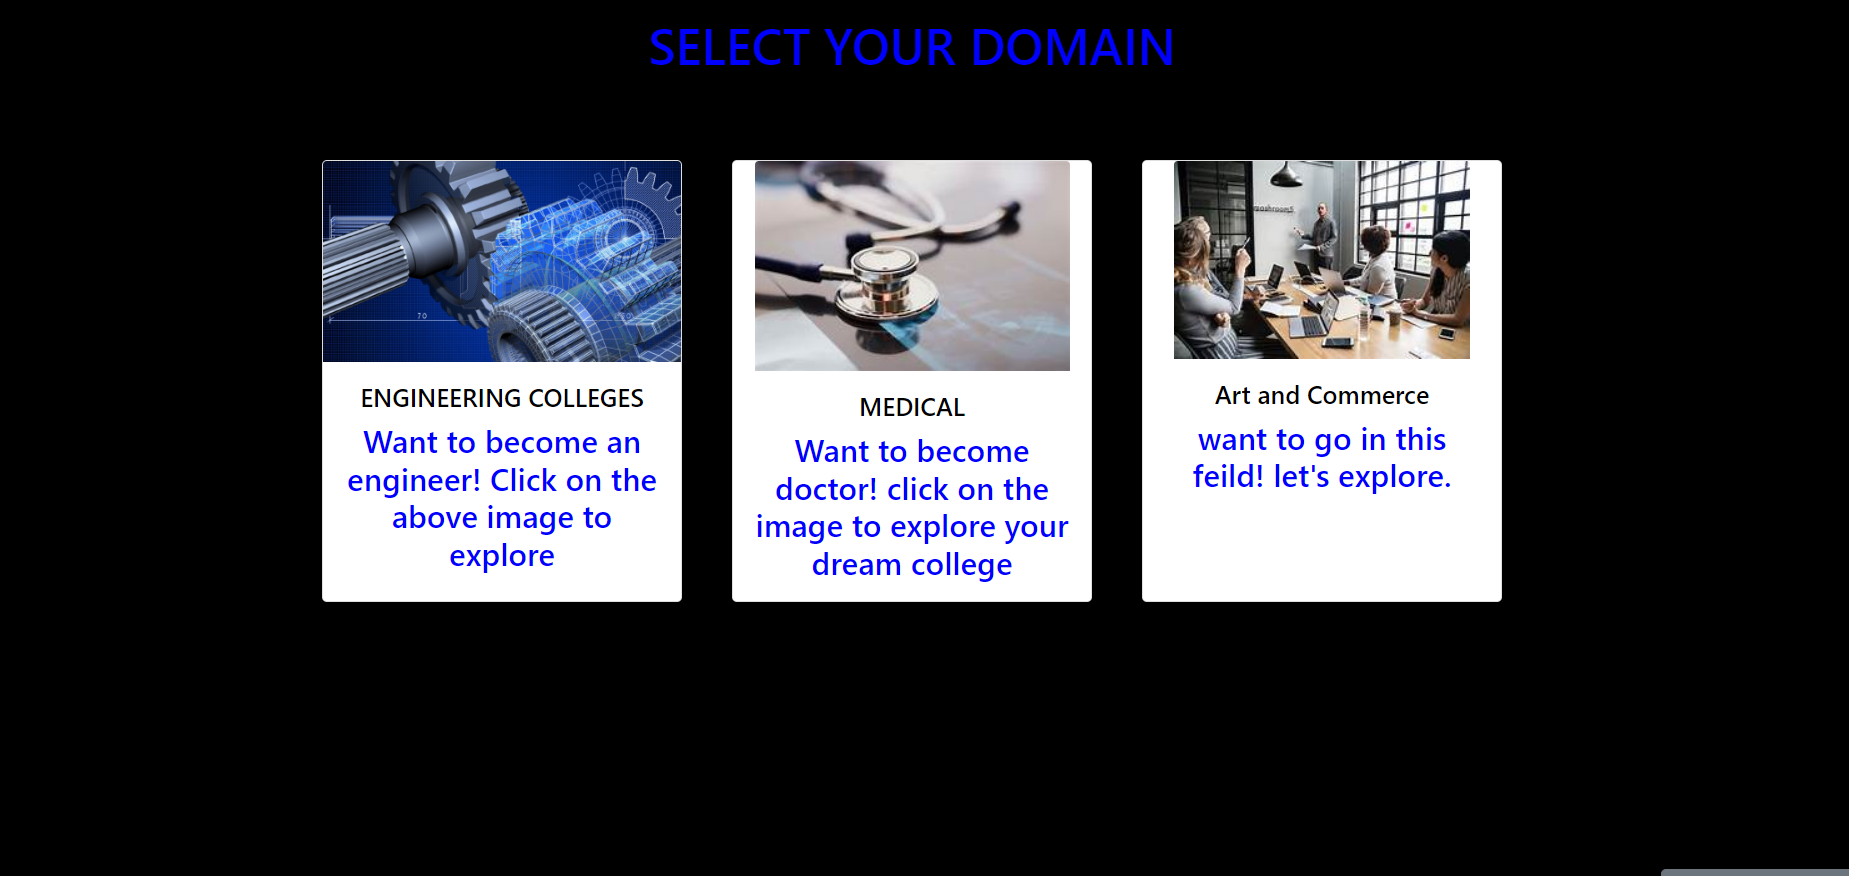 SELECT YOUR DOMAIN
70
ENGINEERING COLLEGES
Want to become an
engineer! Click on the
above image to
explore
MEDICAL
Want to become
doctor! click on the
image to explore your
dream college
Art and Commerce
want to go in this
feild! let's explore.